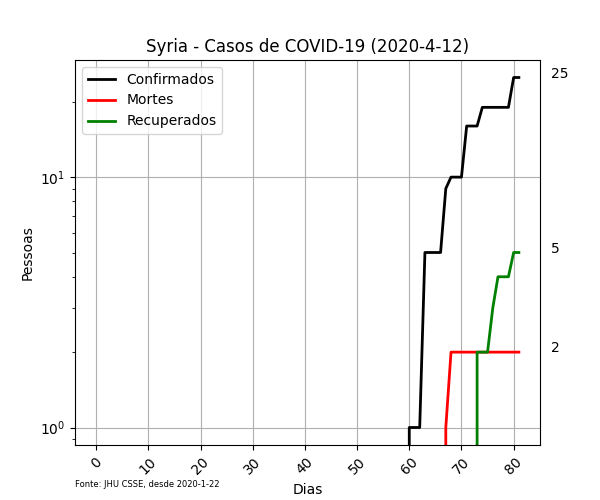 Syria - Casos de COVID-19 (2020-4-12)
Confirmados
Mortes
Recuperados
25
5
2
10¹
10⁰
Pessoas
0 10 20 30 40 50 60 70 80
Dias
Fonte: JHU CSSE, desde 2020-1-22